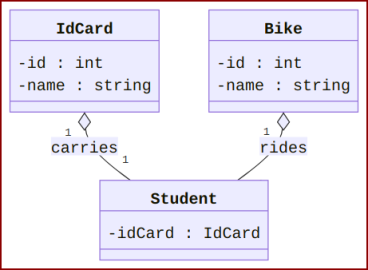 IdCard
-id : int
-name : string
Bike
-id : int
-name : string
1
carries
1
1
rides
Student
-idCard : IdCard